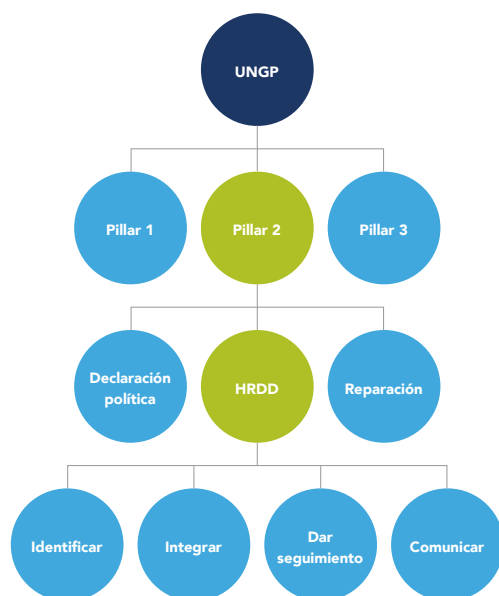 UNGP
Pillar 1
Pillar 2
Pillar 3
Declaración
política
HRDD
Reparación
Identificar
Integrar
Dar
seguimiento
Comunicar